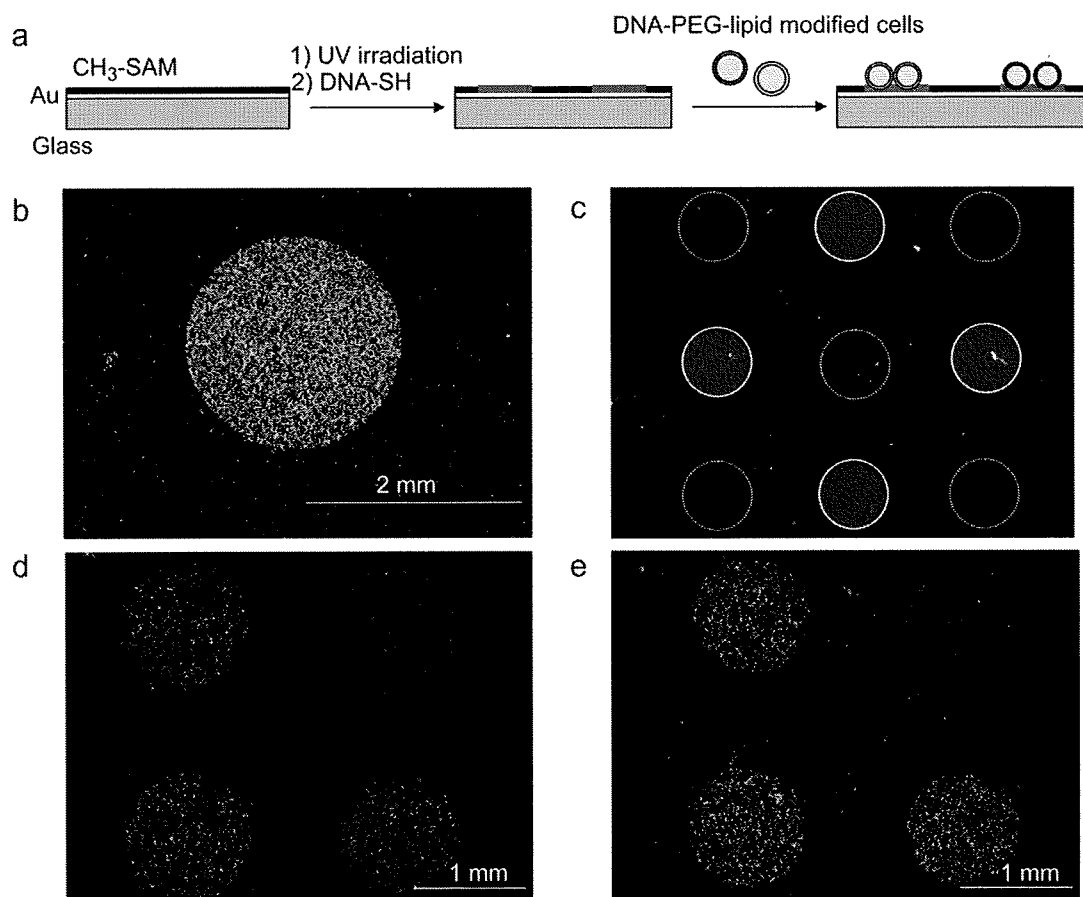 a
DNA-PEG-lipid modified cells
1) UV irradiation
2) DNA-SH
CH₃-SAM
Au
Glass
b
2 mm
c
d
1 mm
e
1 mm